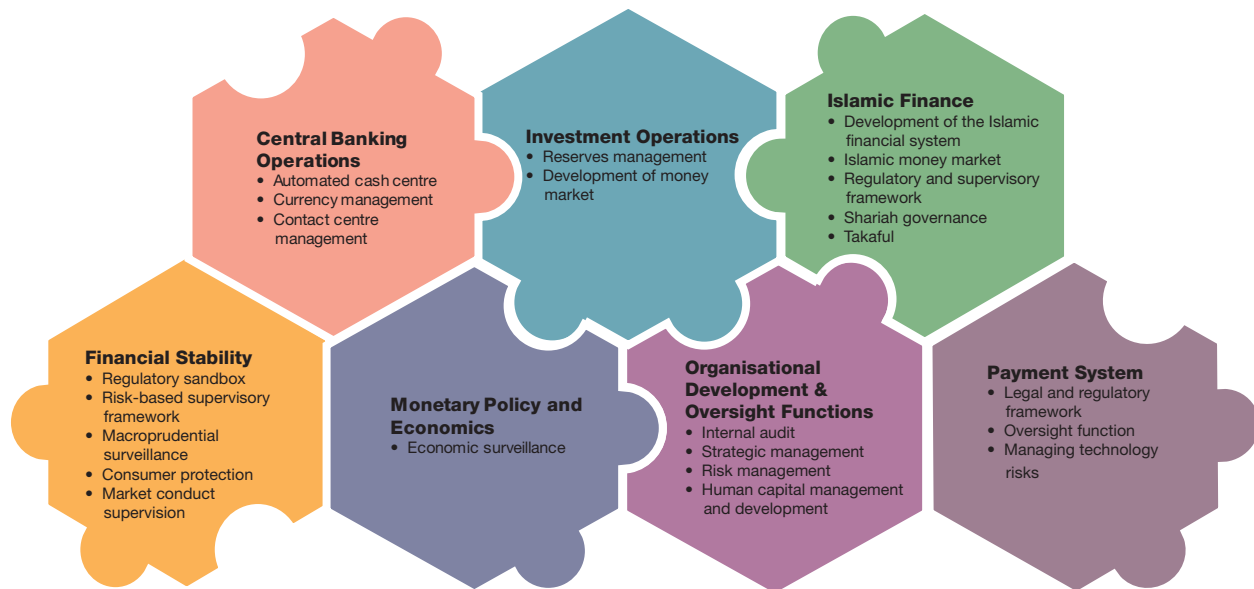 Central Banking
Operations
• Automated cash centre
• Currency management
• Contact centre
management
Investment Operations
• Reserves management
• Development of money
market
Islamic Finance
• Development of the Islamic
financial system
• Islamic money market
• Regulatory and supervisory
framework
• Shariah governance
• Takaful
Financial Stability
• Regulatory sandbox
• Risk-based supervisory
framework
• Macroprudential
surveillance
• Consumer protection
• Market conduct
supervision
Monetary Policy and
Economics
• Economic surveillance
Organisational
Development &
Oversight Functions
• Internal audit
• Strategic management
• Risk management
• Human capital management
and development
Payment System
• Legal and regulatory
framework
• Oversight function
• Managing technology
risks